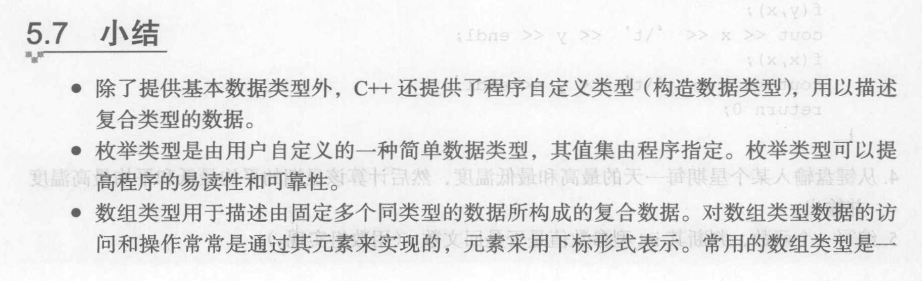 5.7 小结
• 除了提供基本数据类型外，C++ 还提供了程序自定义类型（构造数据类型），用以描述
复合类型的数据。
• 枚举类型是由用户自定义的一种简单数据类型，其值集由程序指定。枚举类型可以提
高程序的易读性和可靠性。
• 数组类型用于描述由固定多个同类型的数据所构成的复合数据。对数组类型数据的访
问和操作常常是通过其元素来实现的，元素采用下标形式表示。常用的数组类型是一